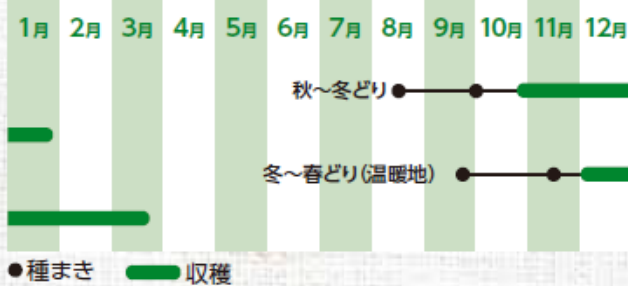 1月 2月 3月 4月 5月 6月 7月 8月 9月 10月 11月 12月
秋〜冬どり
冬〜春どり(温暖地)
●種まき 収穫